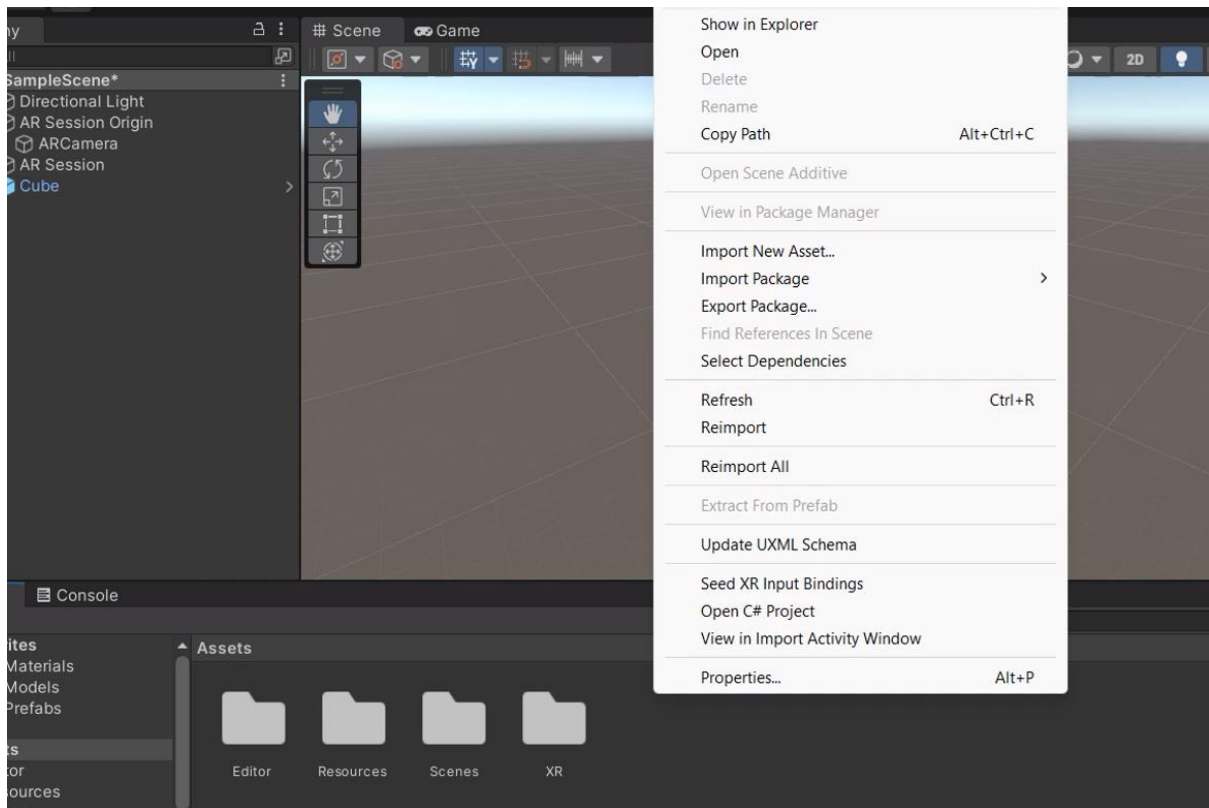 Scene
Game
SampleScene*
Directional Light
AR Session Origin
ARCamera
AR Session
Cube
2D
Show in Explorer
Open
Delete
Rename
Copy Path Alt+Ctrl+C
Open Scene Additive
View in Package Manager
Import New Asset...
Import Package
Export Package...
Find References In Scene
Select Dependencies
Refresh Ctrl+R
Reimport
Reimport All
Extract From Prefab
Update UXML Schema
Seed XR Input Bindings
Open C# Project
View in Import Activity Window
Properties... Alt+P
Console
Materials
Models
Prefabs
Assets
Editor
Resources
Scenes
XR